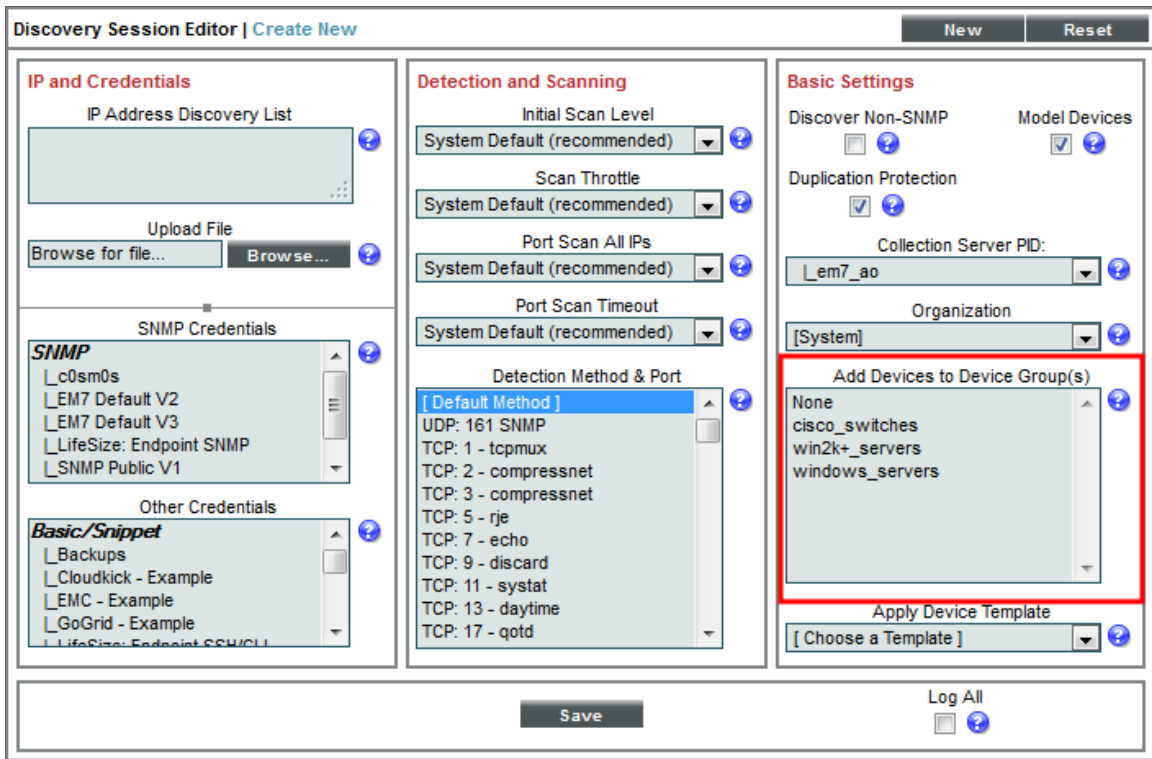 Discovery Session Editor | Create New
New
Reset
IP and Credentials
IP Address Discovery List
Upload File
Browse for file...
Browse...
SNMP Credentials
SNMP
|_c0sm0s
|_EM7 Default V2
|_EM7 Default V3
|_LifeSize: Endpoint SNMP
|_SNMP Public V1
Other Credentials
Basic/Snippet
|_Backups
|_Cloudkick - Example
|_EMC - Example
|_GoGrid - Example
|_LifeSize: Endpoint SSH/CLI
Detection and Scanning
Initial Scan Level
System Default (recommended)
Scan Throttle
System Default (recommended)
Port Scan All IPs
System Default (recommended)
Port Scan Timeout
System Default (recommended)
Detection Method & Port
[ Default Method ]
UDP: 161 SNMP
TCP: 1 - tcpmux
TCP: 2 - compressnet
TCP: 3 - compressnet
TCP: 5 - rje
TCP: 7 - echo
TCP: 9 - discard
TCP: 11 - systat
TCP: 13 - daytime
TCP: 17 - qotd
Basic Settings
Discover Non-SNMP
Model Devices
Duplication Protection
Collection Server PID:
|_em7_ao
Organization
[System]
Add Devices to Device Group(s)
None
cisco_switches
win2k+_servers
windows_servers
Apply Device Template
[ Choose a Template ]
Save
Log All